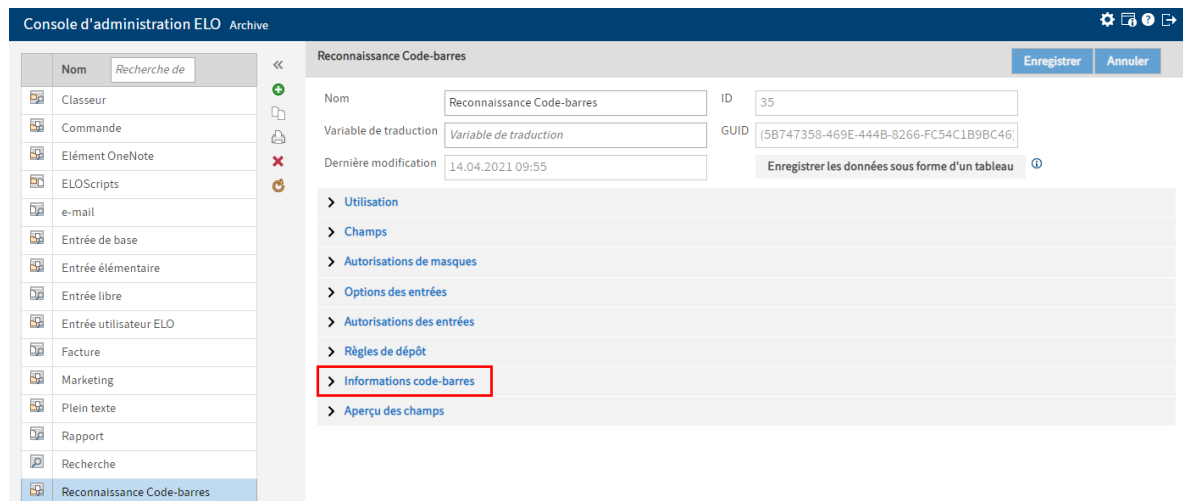 Console d'administration ELO Archive
Nom Recherche de
Classeur
Commande
Elément OneNote
ELOScripts
e-mail
Entrée de base
Entrée élémentaire
Entrée libre
Entrée utilisateur ELO
Facture
Marketing
Plein texte
Rapport
Recherche
Reconnaissance Code-barres
Reconnaissance Code-barres
Enregistrer Annuler
Nom Reconnaissance Code-barres ID 35
Variable de traduction Variable de traduction GUID (5B747358-469E-444B-8266-FC54C1B9BC46)
Dernière modification 14.04.2021 09:55 Enregistrer les données sous forme d'un tableau
Utilisation
Champs
Autorisations de masques
Options des entrées
Autorisations des entrées
Règles de dépôt
Informations code-barres
Aperçu des champs